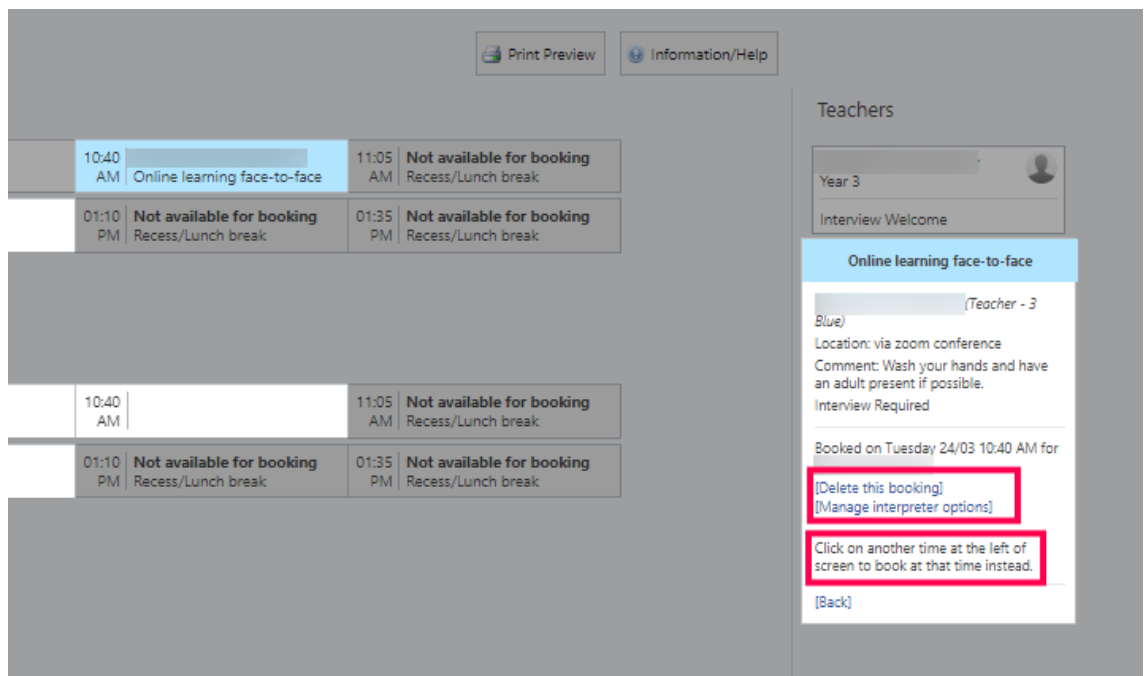 Print Preview
Information/Help
Teachers
10:40
AM
Online learning face-to-face
11:05
AM
Not available for booking
Recess/Lunch break
01:10
PM
Not available for booking
Recess/Lunch break
01:35
PM
Not available for booking
Recess/Lunch break
10:40
AM
11:05
AM
Not available for booking
Recess/Lunch break
01:10
PM
Not available for booking
Recess/Lunch break
01:35
PM
Not available for booking
Recess/Lunch break
Year 3
Interview Welcome
Online learning face-to-face
(Teacher - 3
Blue)
Location: via zoom conference
Comment: Wash your hands and have
an adult present if possible.
Interview Required
Booked on Tuesday 24/03 10:40 AM for
[Delete this booking]
[Manage interpreter options]
Click on another time at the left of
screen to book at that time instead.
[Back]